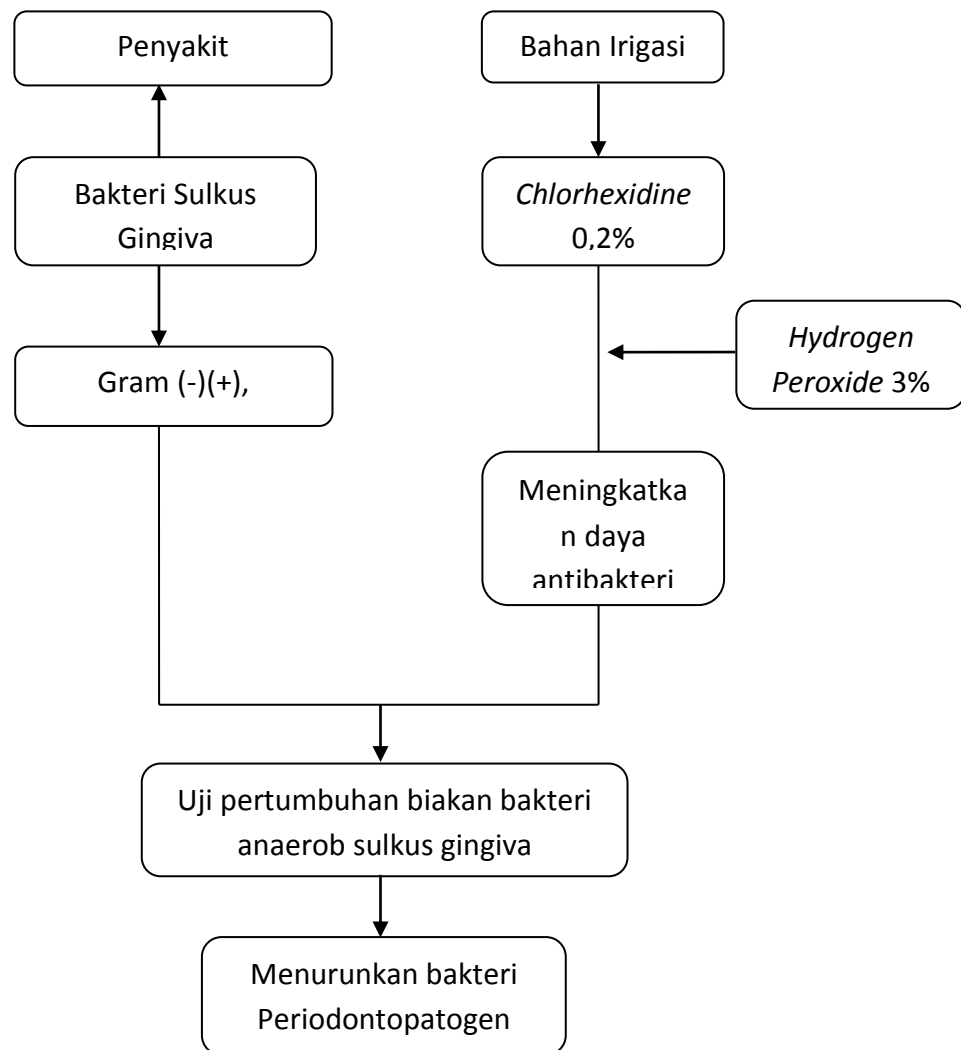 Penyakit
Bahan Irigasi
Bakteri Sulkus
Gingiva
Chlorhexidine
0,2%
Hydrogen
Peroxide 3%
Gram (-)(+),
Meningkatka
n daya
antibakteri
Uji pertumbuhan biakan bakteri
anaerob sulkus gingiva
Menurunkan bakteri
Periodontopatogen